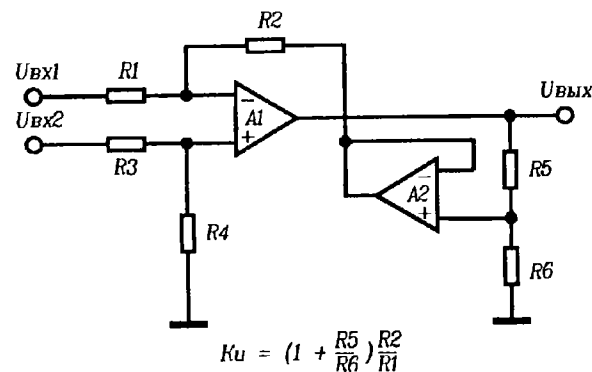 R2
Uвх1
R1
Uвых
Uвх2
−
A1
+
R3
−
A2
+
R5
R4
R6
Ku = (1 + R5/R6) R2/R1